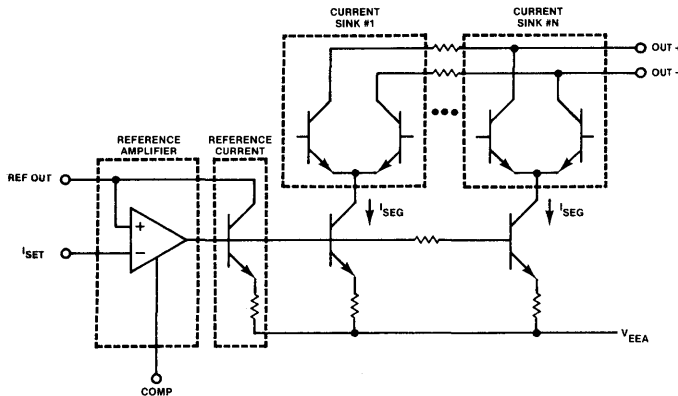 CURRENT
SINK #1
CURRENT
SINK #N
OUT +
OUT –
REFERENCE
AMPLIFIER
REFERENCE
CURRENT
REF OUT
+
–
ISET
ISEG
ISEG
VEEA
COMP